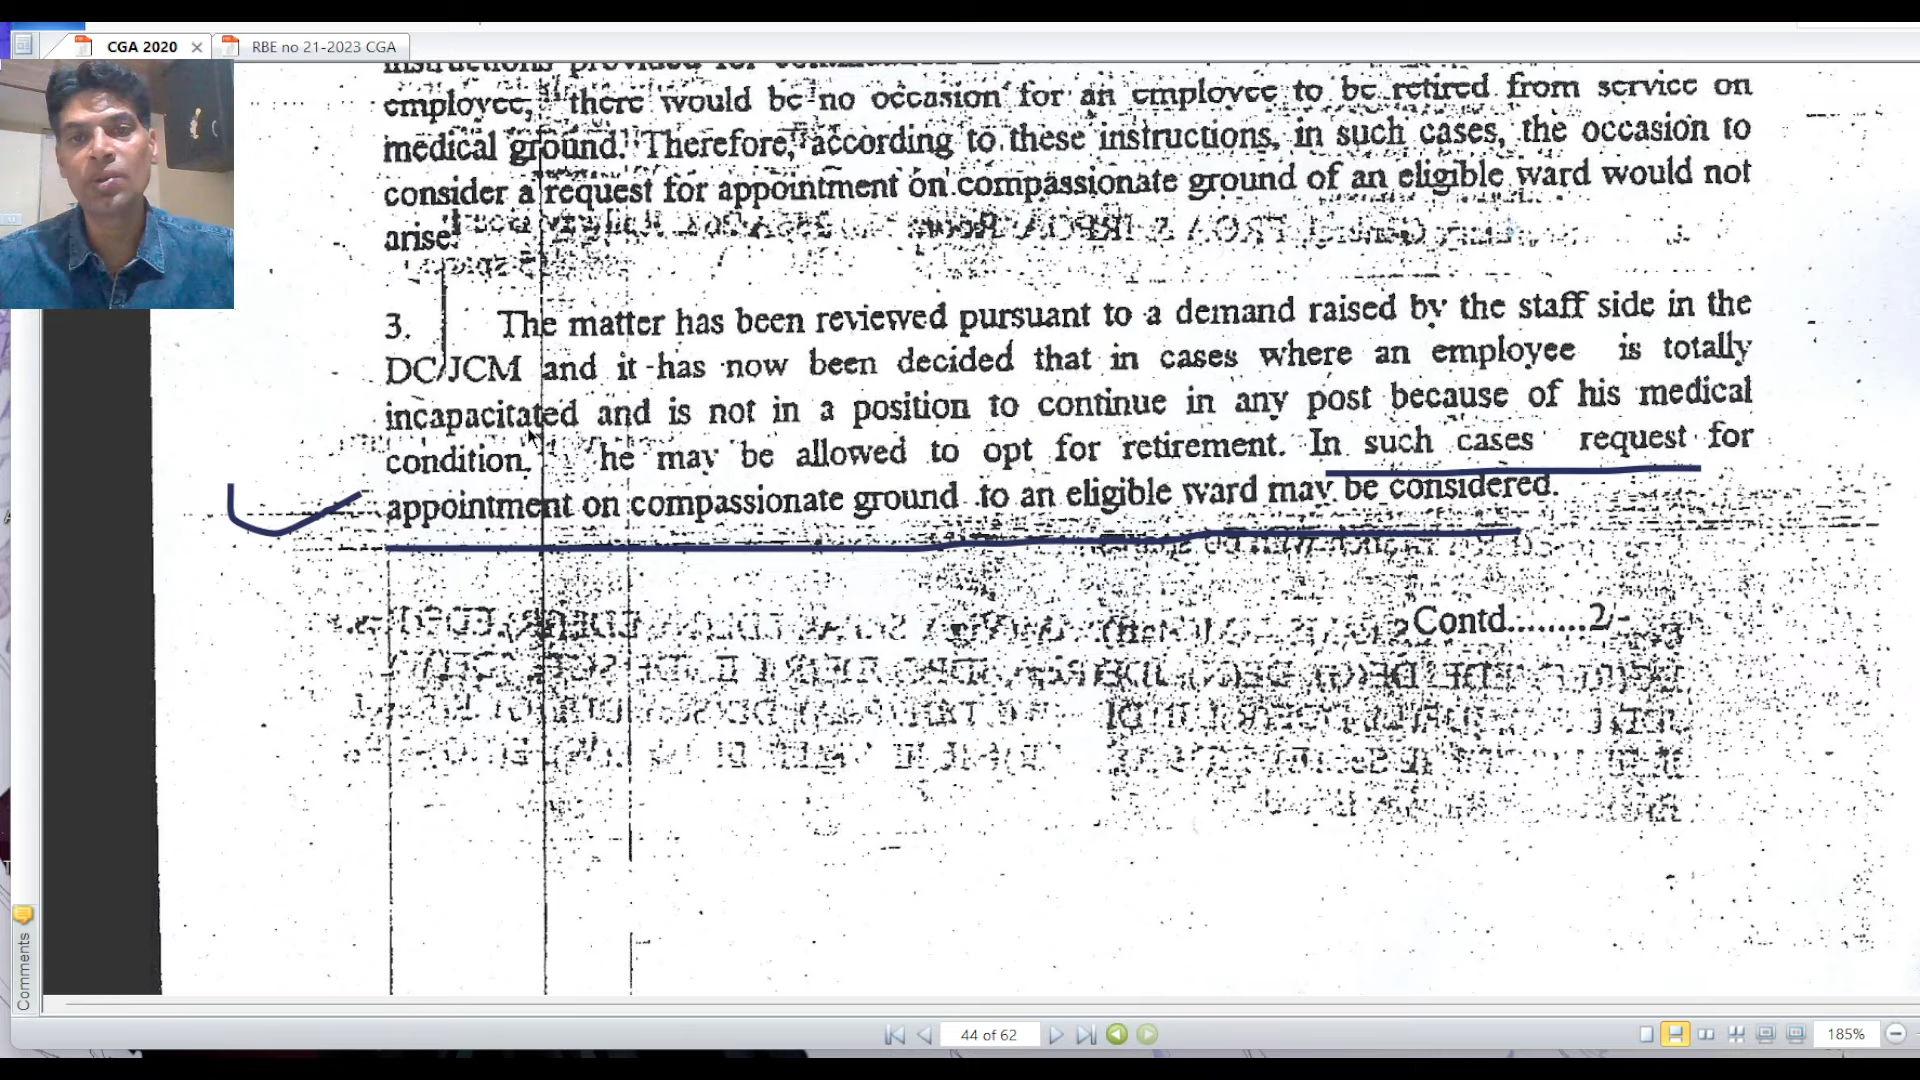 CGA 2020
RBE no 21-2023 CGA
employee, there would be no occasion for an employee to be retired from service on
medical ground. Therefore, according to these instructions, in such cases, the occasion to
consider a request for appointment on compassionate ground of an eligible ward would not
arise.
3. The matter has been reviewed pursuant to a demand raised by the staff side in the
DC/JCM and it has now been decided that in cases where an employee is totally
incapacitated and is not in a position to continue in any post because of his medical
condition, he may be allowed to opt for retirement. In such cases request for
appointment on compassionate ground to an eligible ward may be considered.
Contd........2/-
Comments
44 of 62
185%